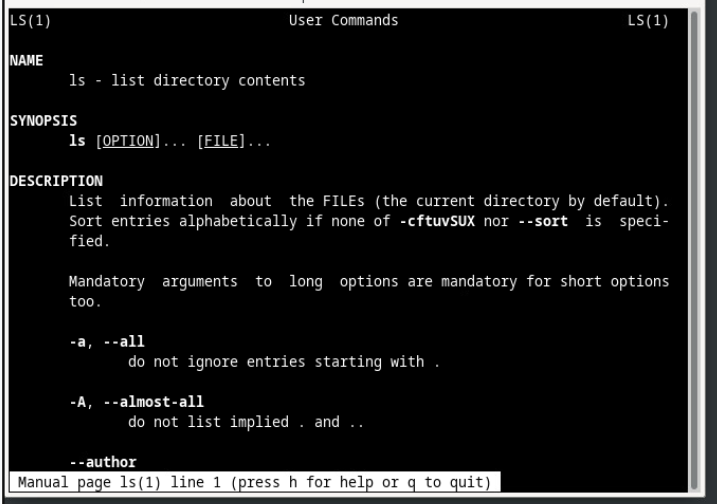 LS(1) User Commands LS(1)
NAME
ls - list directory contents
SYNOPSIS
ls [OPTION]... [FILE]...
DESCRIPTION
List information about the FILEs (the current directory by default).
Sort entries alphabetically if none of -cftuvSUX nor --sort is speci-
fied.
Mandatory arguments to long options are mandatory for short options
too.
-a, --all
do not ignore entries starting with .
-A, --almost-all
do not list implied . and ..
--author
Manual page ls(1) line 1 (press h for help or q to quit)